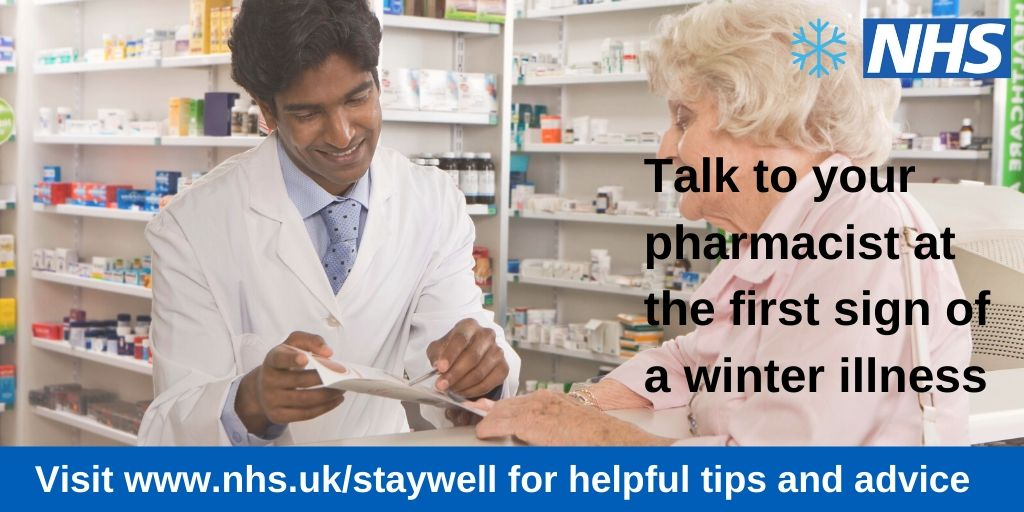 NHS
Talk to your
pharmacist at
the first sign of
a winter illness
Visit www.nhs.uk/staywell for helpful tips and advice